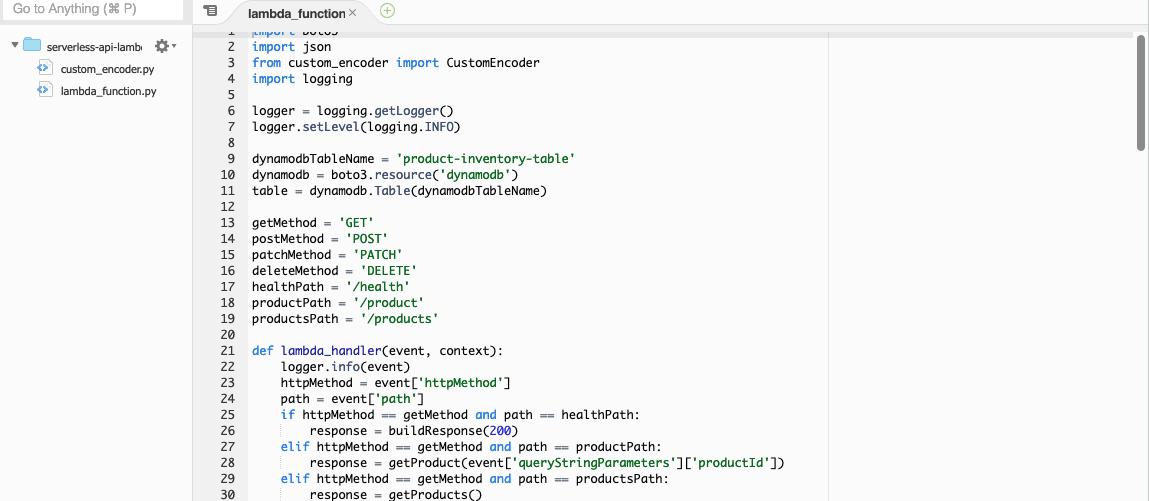 Go to Anything (⌘ P)
lambda_function ×
serverless-api-lamb
custom_encoder.py
lambda_function.py
1 import boto3
2 import json
3 from custom_encoder import CustomEncoder
4 import logging
5
6 logger = logging.getLogger()
7 logger.setLevel(logging.INFO)
8
9 dynamodbTableName = 'product-inventory-table'
10 dynamodb = boto3.resource('dynamodb')
11 table = dynamodb.Table(dynamodbTableName)
12
13 getMethod = 'GET'
14 postMethod = 'POST'
15 patchMethod = 'PATCH'
16 deleteMethod = 'DELETE'
17 healthPath = '/health'
18 productPath = '/product'
19 productsPath = '/products'
20
21 def lambda_handler(event, context):
22     logger.info(event)
23     httpMethod = event['httpMethod']
24     path = event['path']
25     if httpMethod == getMethod and path == healthPath:
26         response = buildResponse(200)
27     elif httpMethod == getMethod and path == productPath:
28         response = getProduct(event['queryStringParameters']['productId'])
29     elif httpMethod == getMethod and path == productsPath:
30         response = getProducts()